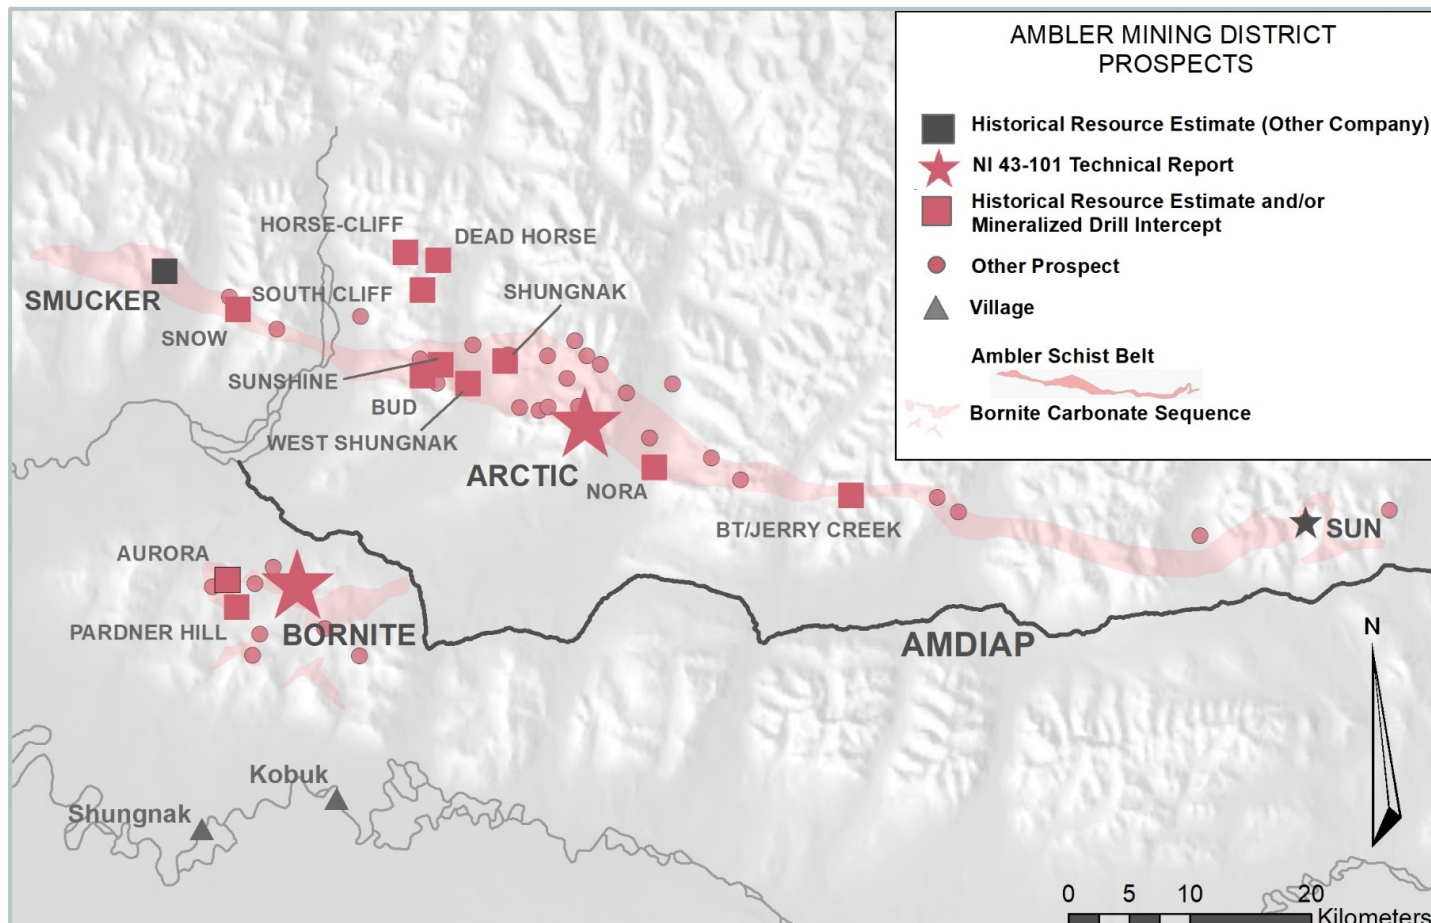 AMBLER MINING DISTRICT
PROSPECTS
Historical Resource Estimate (Other Company)
NI 43-101 Technical Report
Historical Resource Estimate and/or
Mineralized Drill Intercept
Other Prospect
Village
Ambler Schist Belt
Bornite Carbonate Sequence
HORSE-CLIFF
DEAD HORSE
SMUCKER
SOUTH CLIFF
SHUNGNAK
SNOW
SUNSHINE
BUD
WEST SHUNGNAK
ARCTIC
NORA
BT/JERRY CREEK
SUN
AURORA
PARDNER HILL
BORNITE
AMDIAP
N
Kobuk
Shungnak
0 5 10 20
Kilometers